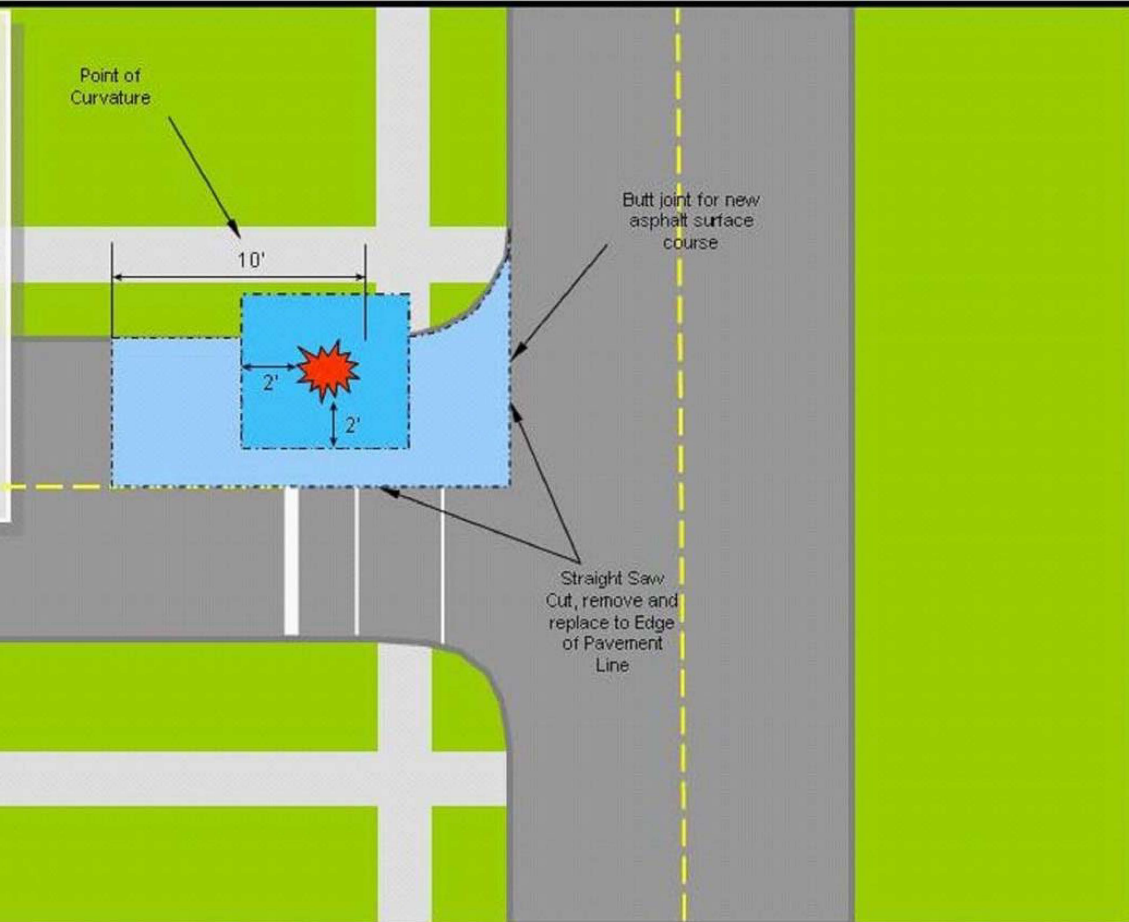 Point of
Curvature
10'
Butt joint for new
asphalt surface
course
2'
2'
Straight Saw
Cut, remove and
replace to Edge
of Pavement
Line